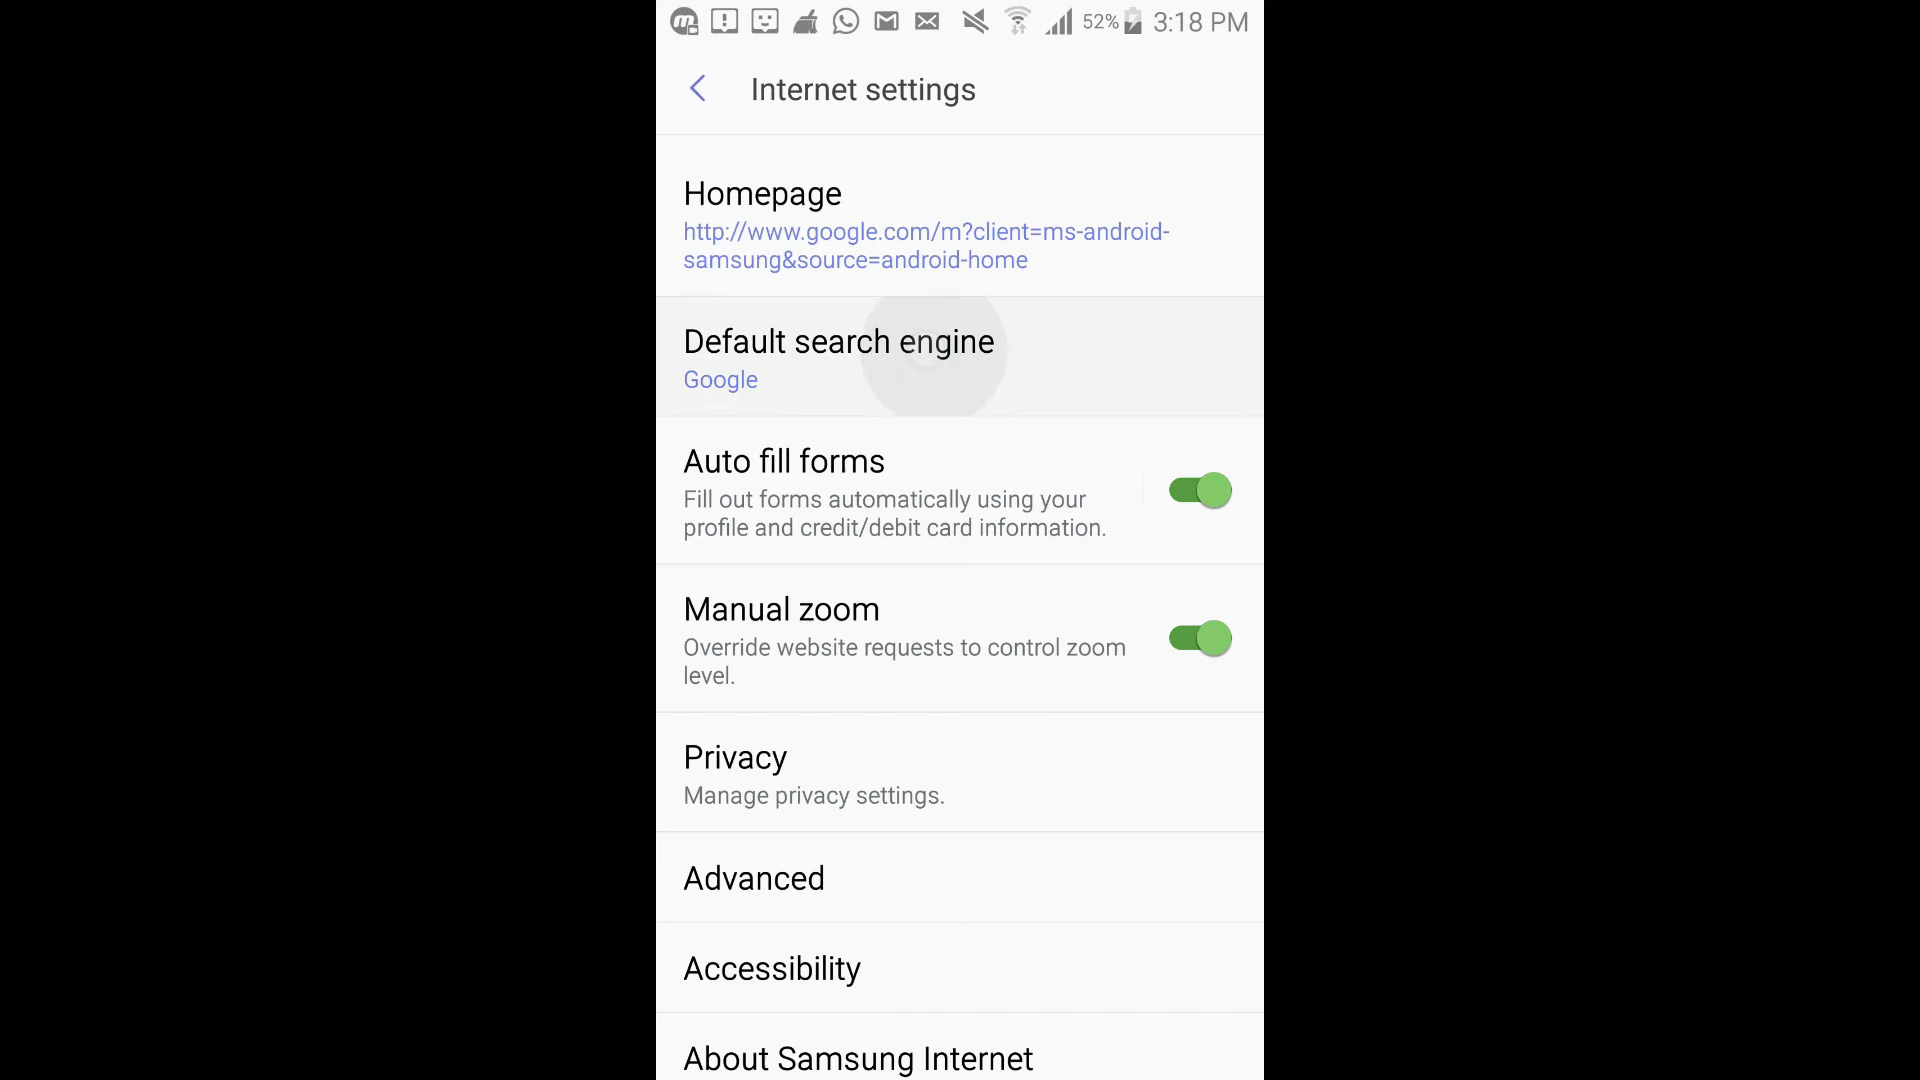 52% 3:18 PM
Internet settings
Homepage
http://www.google.com/m?client=ms-android-
samsung&source=android-home
Default search engine
Google
Auto fill forms
Fill out forms automatically using your
profile and credit/debit card information.
Manual zoom
Override website requests to control zoom
level.
Privacy
Manage privacy settings.
Advanced
Accessibility
About Samsung Internet